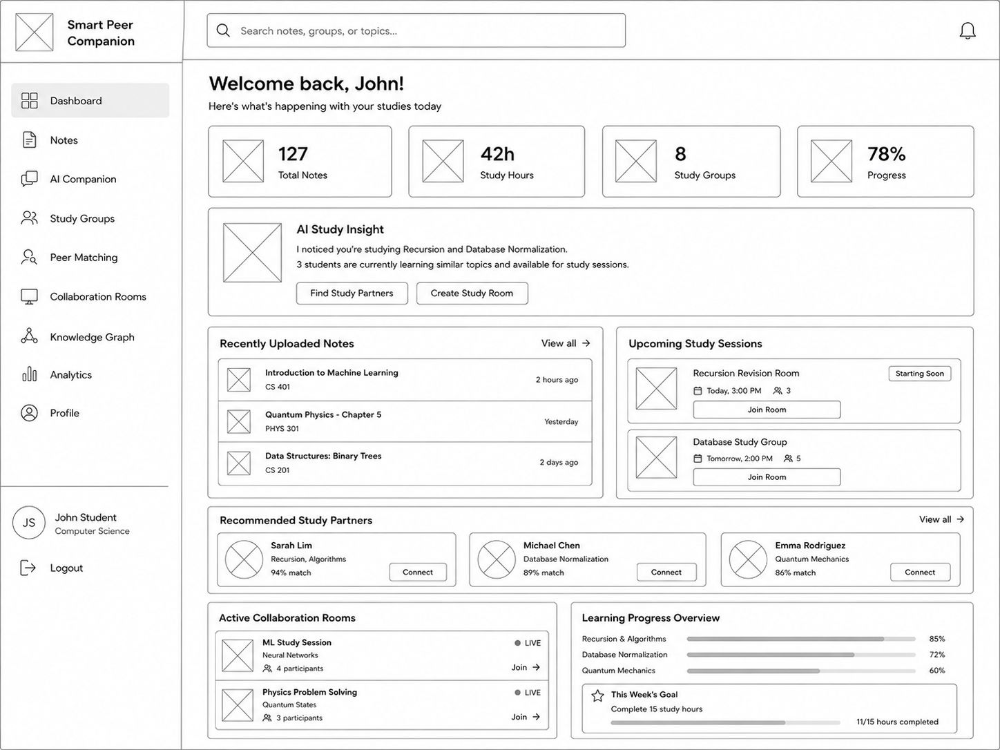 Smart Peer
Companion
Search notes, groups, or topics...
Dashboard
Notes
AI Companion
Study Groups
Peer Matching
Collaboration Rooms
Knowledge Graph
Analytics
Profile
JS
John Student
Computer Science
Logout
Welcome back, John!
Here's what's happening with your studies today
127
Total Notes
42h
Study Hours
8
Study Groups
78%
Progress
AI Study Insight
I noticed you're studying Recursion and Database Normalization.
3 students are currently learning similar topics and available for study sessions.
Find Study Partners
Create Study Room
Recently Uploaded Notes
View all →
Introduction to Machine Learning
CS 401
2 hours ago
Quantum Physics - Chapter 5
PHYS 301
Yesterday
Data Structures: Binary Trees
CS 201
2 days ago
Upcoming Study Sessions
Recursion Revision Room
Starting Soon
Today, 3:00 PM 3
Join Room
Database Study Group
Tomorrow, 2:00 PM 5
Join Room
Recommended Study Partners
View all →
Sarah Lim
Recursion, Algorithms
94% match
Connect
Michael Chen
Database Normalization
89% match
Connect
Emma Rodriguez
Quantum Mechanics
86% match
Connect
Active Collaboration Rooms
ML Study Session
LIVE
Neural Networks
4 participants
Join →
Physics Problem Solving
LIVE
Quantum States
3 participants
Join →
Learning Progress Overview
Recursion & Algorithms 85%
Database Normalization 72%
Quantum Mechanics 60%
This Week's Goal
Complete 15 study hours
11/15 hours completed